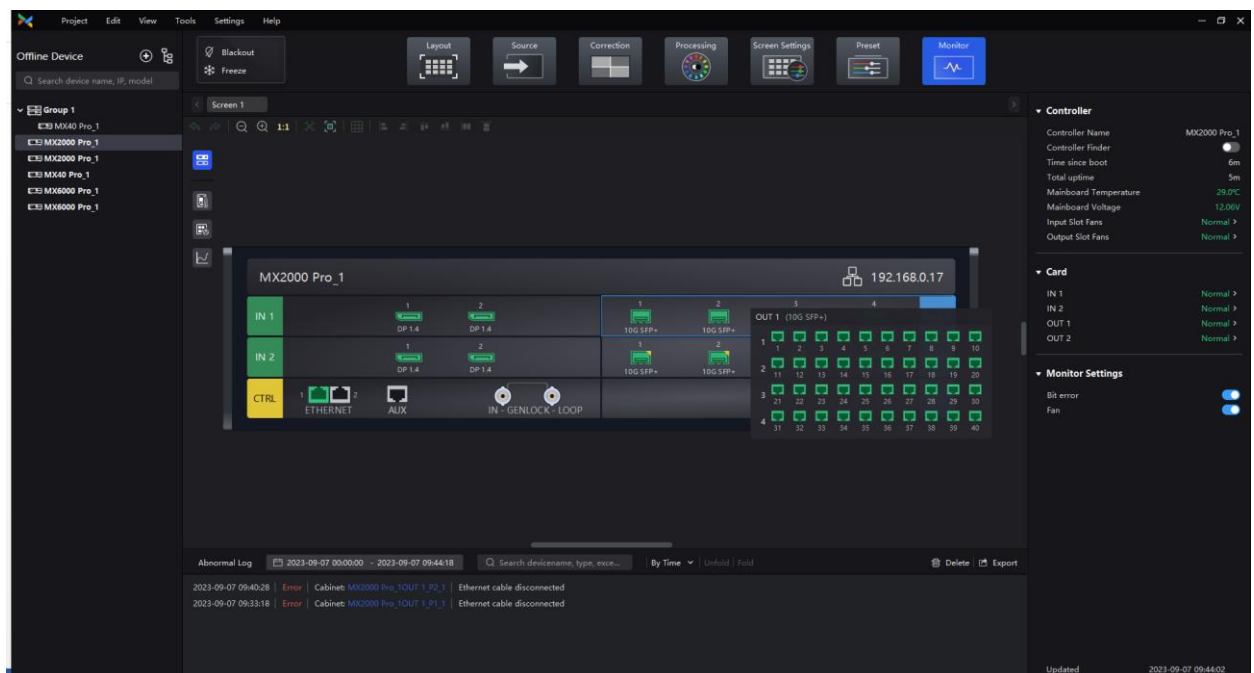 Project Edit View Tools Settings Help
Offline Device
Search device name, IP, model
Group 1
MX40 Pro_1
MX2000 Pro_1
MX2000 Pro_1
MX40 Pro_1
MX6000 Pro_1
MX6000 Pro_1
Blackout
Freeze
Layout Source Correction Processing Screen Settings Preset Monitor
Screen 1
1:1
MX2000 Pro_1 192.168.0.17
1 2 1 2 3 4
IN 1
DP 1.4 DP 1.4 10G SFP+ 10G SFP+
1 2 1 2
IN 2
DP 1.4 DP 1.4 10G SFP+ 10G SFP+
CTRL 1 2
ETHERNET AUX IN - GENLOCK - LOOP
OUT 1 (10G SFP+)
1
1 2 3 4 5 6 7 8 9 10
2
11 12 13 14 15 16 17 18 19 20
3
21 22 23 24 25 26 27 28 29 30
4
31 32 33 34 35 36 37 38 39 40
Abnormal Log 2023-09-07 00:00:00 - 2023-09-07 09:44:18 Search devicename, type, exce... By Time Unfold Fold Delete Export
2023-09-07 09:40:28 Error Cabinet: MX2000 Pro_1OUT 1_P2_1 Ethernet cable disconnected
2023-09-07 09:33:18 Error Cabinet: MX2000 Pro_1OUT 1_P1_1 Ethernet cable disconnected
Controller
Controller Name MX2000 Pro_1
Controller Finder
Time since boot 6m
Total uptime 5m
Mainboard Temperature 29.0℃
Mainboard Voltage 12.06V
Input Slot Fans Normal >
Output Slot Fans Normal >
Card
IN 1 Normal >
IN 2 Normal >
OUT 1 Normal >
OUT 2 Normal >
Monitor Settings
Bit error
Fan
Updated 2023-09-07 09:44:02